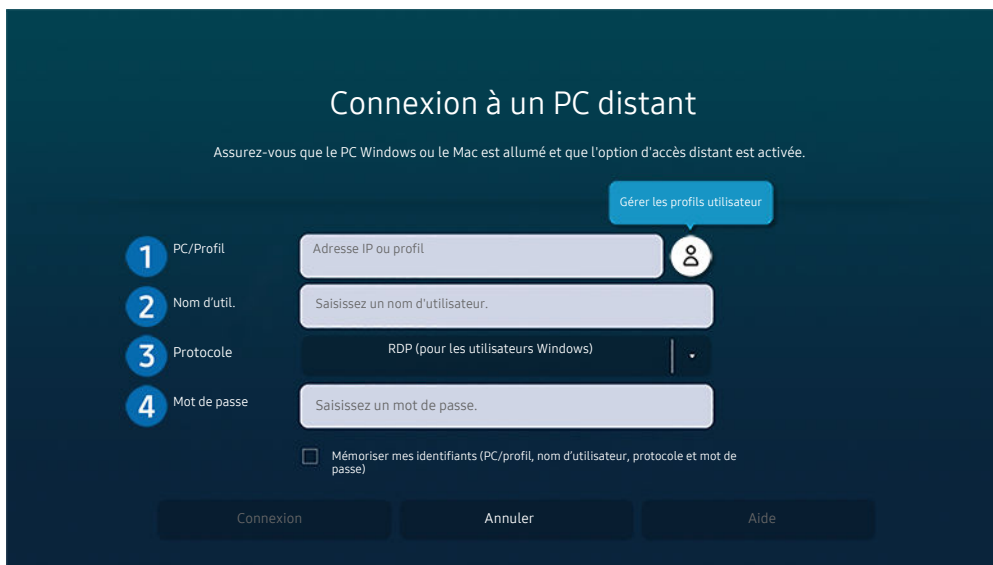 Connexion à un PC distant
Assurez-vous que le PC Windows ou le Mac est allumé et que l'option d'accès distant est activée.
Gérer les profils utilisateur
1 PC/Profil Adresse IP ou profil
2 Nom d'util. Saisissez un nom d'utilisateur.
3 Protocole RDP (pour les utilisateurs Windows)
4 Mot de passe Saisissez un mot de passe.
Mémoriser mes identifiants (PC/profil, nom d'utilisateur, protocole et mot de
passe)
Connexion Annuler Aide